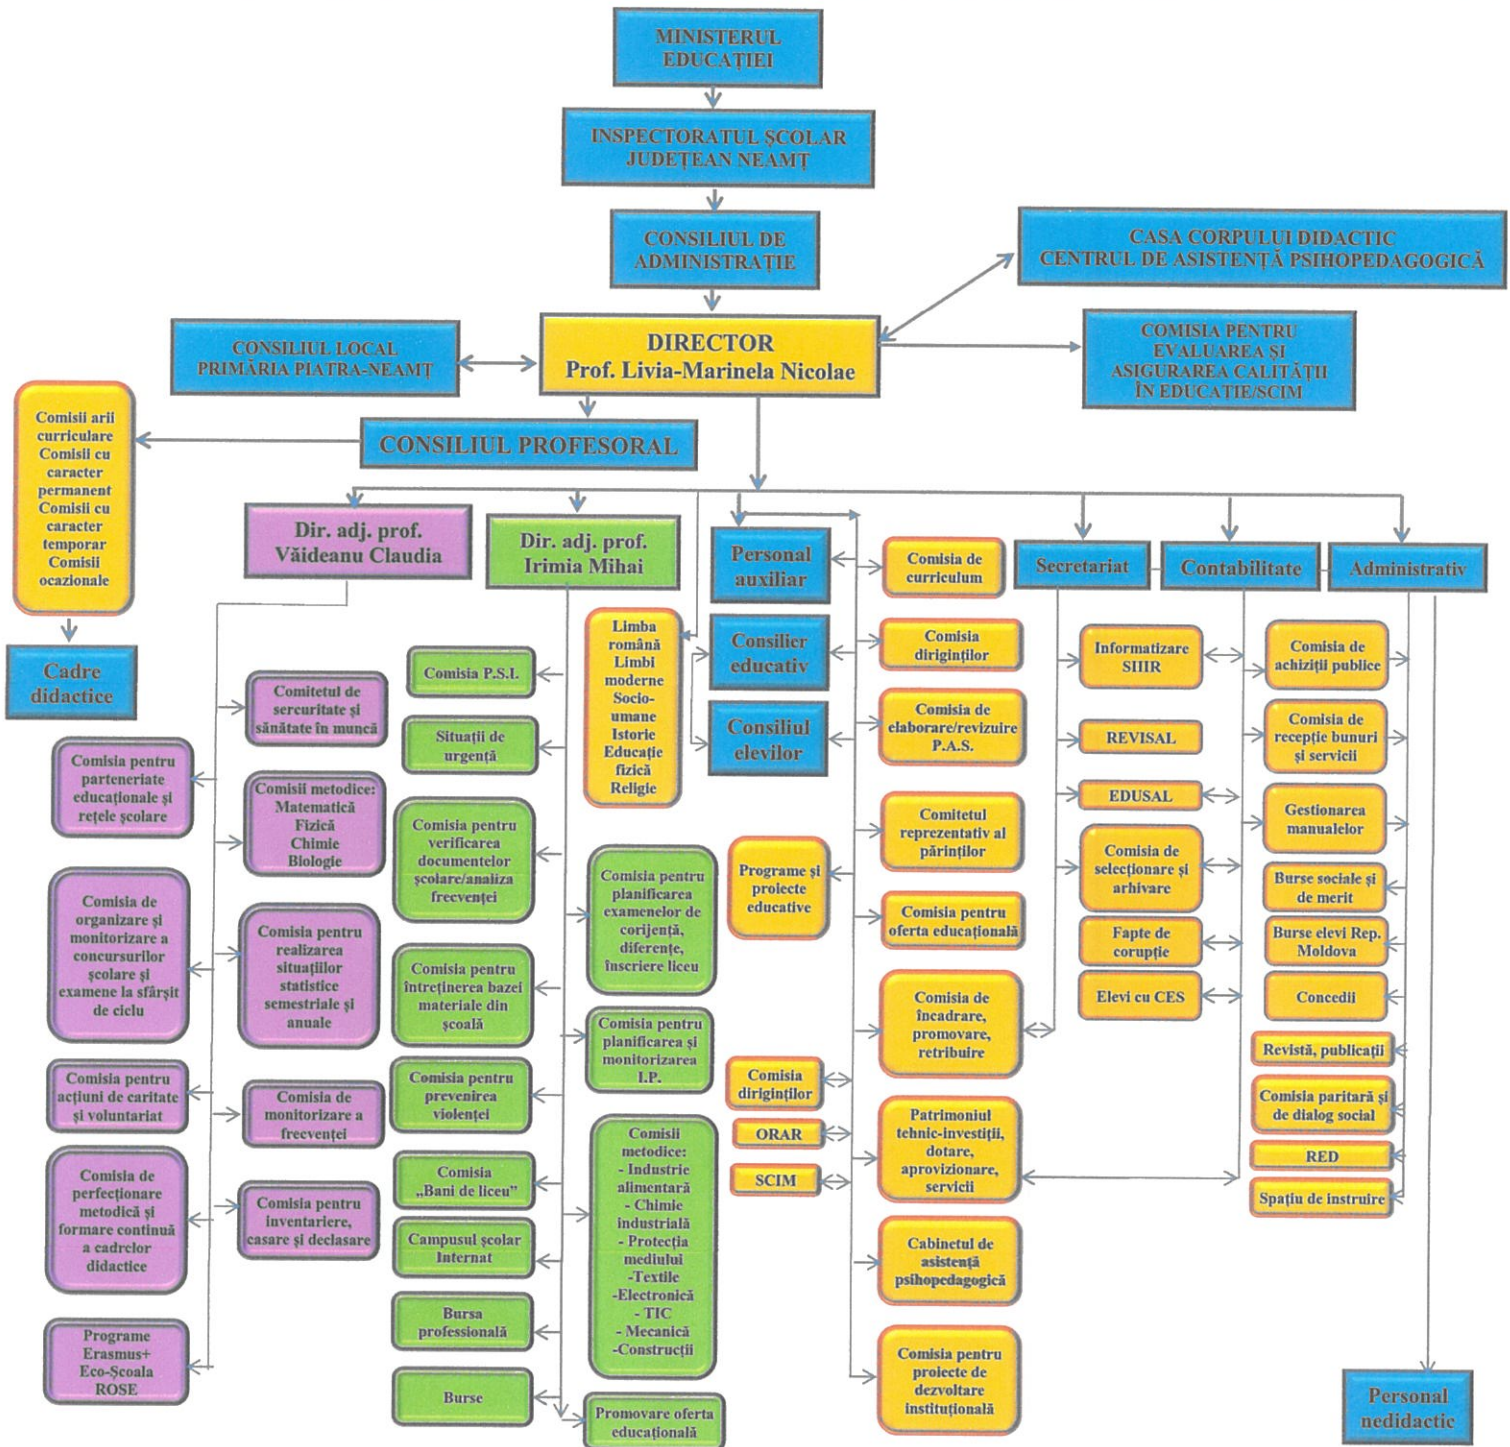 MINISTERUL
EDUCAȚIEI
INSPECTORATUL ȘCOLAR
JUDEȚEAN NEAMȚ
CONSILIUL DE
ADMINISTRAȚIE
CASA CORPULUI DIDACTIC
CENTRUL DE ASISTENȚĂ PSIHOPEDAGOGICĂ
CONSILIUL LOCAL
PRIMĂRIA PIATRA-NEAMȚ
DIRECTOR
Prof. Livia-Marinela Nicolae
COMISIA PENTRU
EVALUAREA ȘI
ASIGURAREA CALITĂȚII
ÎN EDUCAȚIE/SCIM
CONSILIUL PROFESORAL
Comisii arii
curriculare
Comisii cu
caracter
permanent
Comisii cu
caracter
temporar
Comisii
ocazionale
Cadre
didactice
Dir. adj. prof.
Văideanu Claudia
Dir. adj. prof.
Irimia Mihai
Personal
auxiliar
Consilier
educativ
Consiliul
elevilor
Secretariat
Contabilitate
Administrativ
Comitetul de
sercuritate și
sănătate în muncă
Comisia pentru
parteneriate
educaționale și
rețele școlare
Comisii metodice:
Matematică
Fizică
Chimie
Biologie
Comisia de
organizare și
monitorizare a
concursurilor
școlare și
examene la sfârșit
de ciclu
Comisia pentru
realizarea
situațiilor
statistice
semestriale și
anuale
Comisia pentru
acțiuni de caritate
și voluntariat
Comisia de
monitorizare a
frecvenței
Comisia de
perfecționare
metodică și
formare continuă
a cadrelor
didactice
Comisia pentru
inventariere,
casare și declasare
Programe
Erasmus+
Eco-Școala
ROSE
Comisia P.S.I.
Situații de
urgență
Comisia pentru
verificarea
documentelor
școlare/analiza
frecvenței
Comisia pentru
întreținerea bazei
materiale din
școală
Comisia pentru
prevenirea
violenței
Comisia
„Bani de liceu”
Campusul școlar
Internat
Bursa
profesională
Burse
Comisia pentru
planificarea
examenelor de
corijență,
diferențe,
înscriere liceu
Comisia pentru
planificarea și
monitorizarea
I.P.
Comisii
metodice:
- Industrie
alimentară
- Chimie
industrială
- Protecția
mediului
-Textile
-Electronică
- TIC
- Mecanică
-Construcții
Promovare oferta
educațională
Limba
română
Limbi
moderne
Socio-
umane
Istorie
Educație
fizică
Religie
Programe și
proiecte
educative
Comisia
diriginților
ORAR
SCIM
Comisia de
curriculum
Comisia
diriginților
Comisia de
elaborare/revizuire
P.A.S.
Comitetul
reprezentativ al
părinților
Comisia pentru
oferta educațională
Comisia de
încadrare,
promovare,
retribuire
Patrimoniul
tehnic-investiții,
dotare,
aprovizionare,
servicii
Cabinetul de
asistență
psihopedagogică
Comisia pentru
proiecte de
dezvoltare
instituțională
Informatizare
SIIIR
REVISAL
EDUSAL
Comisia de
selecționare și
arhivare
Fapte de
corupție
Elevi cu CES
Comisia de
achiziții publice
Comisia de
recepție bunuri
și servicii
Gestionarea
manualelor
Burse sociale și
de merit
Burse elevi Rep.
Moldova
Concedii
Revistă, publicații
Comisia paritară și
de dialog social
RED
Spațiu de instruire
Personal
nedidactic